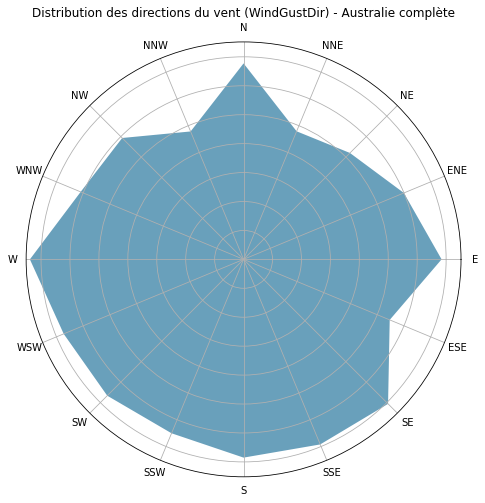 Distribution des directions du vent (WindGustDir) - Australie complète
N
NNW
NNE
NW
NE
WNW
ENE
W
E
WSW
ESE
SW
SE
SSW
SSE
S